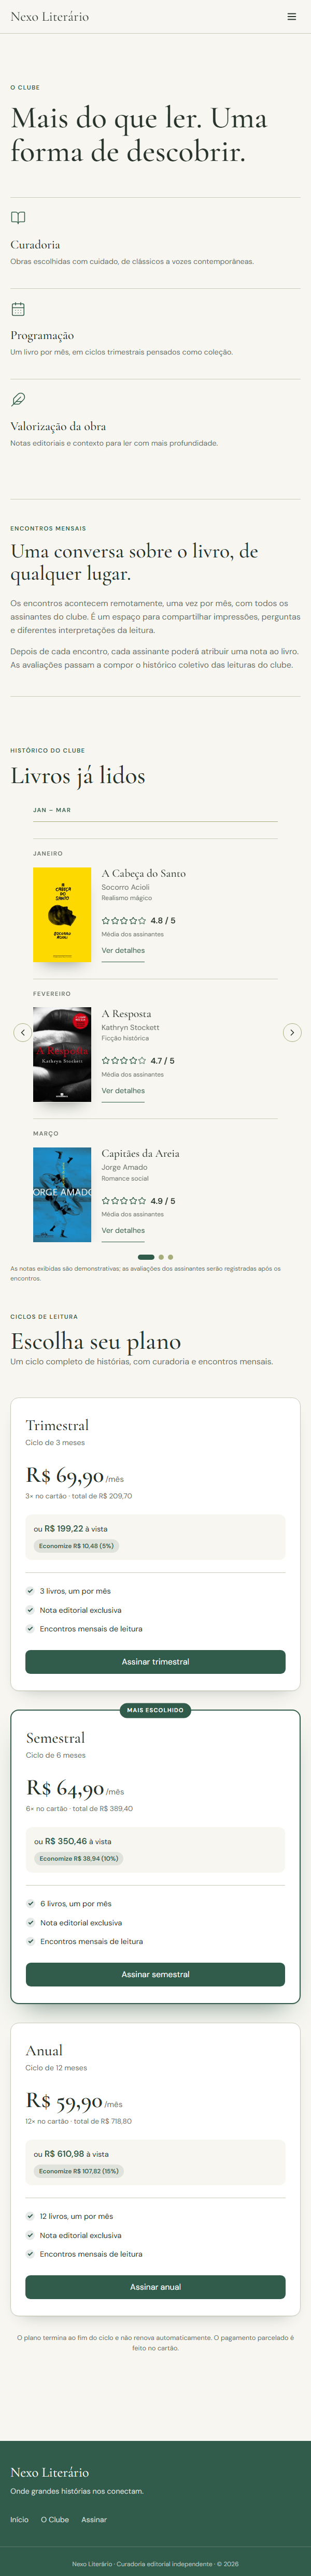 Nexo Literário
O CLUBE
Mais do que ler. Uma
forma de descobrir.
Curadoria
Obras escolhidas com cuidado, de clássicos a vozes contemporâneas.
Programação
Um livro por mês, em ciclos trimestrais pensados como coleção.
Valorização da obra
Notas editoriais e contexto para ler com mais profundidade.
ENCONTROS MENSAIS
Uma conversa sobre o livro, de
qualquer lugar.
Os encontros acontecem remotamente, uma vez por mês, com todos os
assinantes do clube. É um espaço para compartilhar impressões, perguntas
e diferentes interpretações da leitura.
Depois de cada encontro, cada assinante poderá atribuir uma nota ao livro.
As avaliações passam a compor o histórico coletivo das leituras do clube.
HISTÓRICO DO CLUBE
Livros já lidos
JAN – MAR
JANEIRO
A
CABEÇA
DO
SANTO
SOCORRO
ACIOLI
A Cabeça do Santo
Socorro Acioli
Realismo mágico
4.8 / 5
Média dos assinantes
Ver detalhes
FEVEREIRO
A Resposta
Kathryn Stockett
A Resposta
Kathryn Stockett
Ficção histórica
4.7 / 5
Média dos assinantes
Ver detalhes
MARÇO
JORGE AMADO
Capitães da Areia
Jorge Amado
Romance social
4.9 / 5
Média dos assinantes
Ver detalhes
As notas exibidas são demonstrativas; as avaliações dos assinantes serão registradas após os
encontros.
CICLOS DE LEITURA
Escolha seu plano
Um ciclo completo de histórias, com curadoria e encontros mensais.
Trimestral
Ciclo de 3 meses
R$ 69,90 /mês
3× no cartão · total de R$ 209,70
ou R$ 199,22 à vista
Economize R$ 10,48 (5%)
3 livros, um por mês
Nota editorial exclusiva
Encontros mensais de leitura
Assinar trimestral
MAIS ESCOLHIDO
Semestral
Ciclo de 6 meses
R$ 64,90 /mês
6× no cartão · total de R$ 389,40
ou R$ 350,46 à vista
Economize R$ 38,94 (10%)
6 livros, um por mês
Nota editorial exclusiva
Encontros mensais de leitura
Assinar semestral
Anual
Ciclo de 12 meses
R$ 59,90 /mês
12× no cartão · total de R$ 718,80
ou R$ 610,98 à vista
Economize R$ 107,82 (15%)
12 livros, um por mês
Nota editorial exclusiva
Encontros mensais de leitura
Assinar anual
O plano termina ao fim do ciclo e não renova automaticamente. O pagamento parcelado é
feito no cartão.
Nexo Literário
Onde grandes histórias nos conectam.
Início
O Clube
Assinar
Nexo Literário · Curadoria editorial independente · © 2026